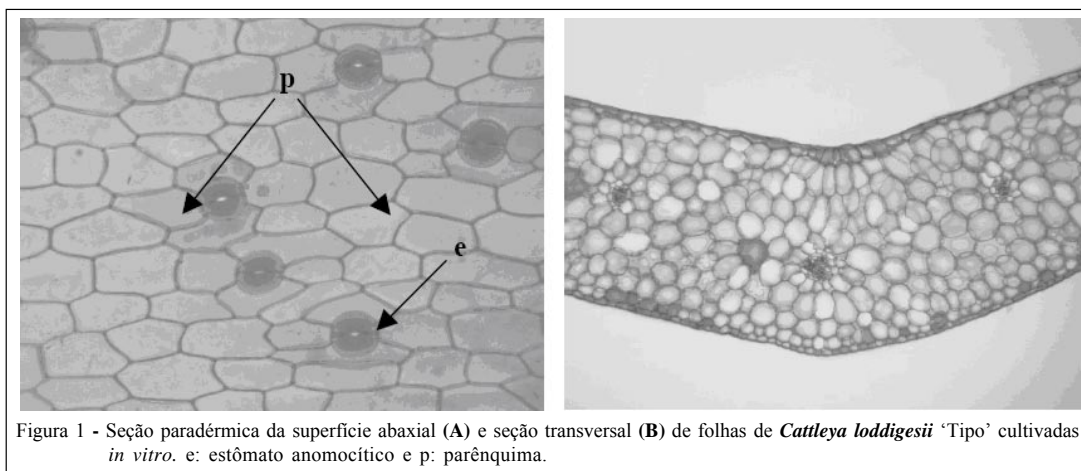 p
e
Figura 1 - Seção paradérmica da superfície abaxial (A) e seção transversal (B) de folhas de Cattleya loddigesii ‘Tipo’ cultivadas
in vitro. e: estômato anomocítico e p: parênquima.